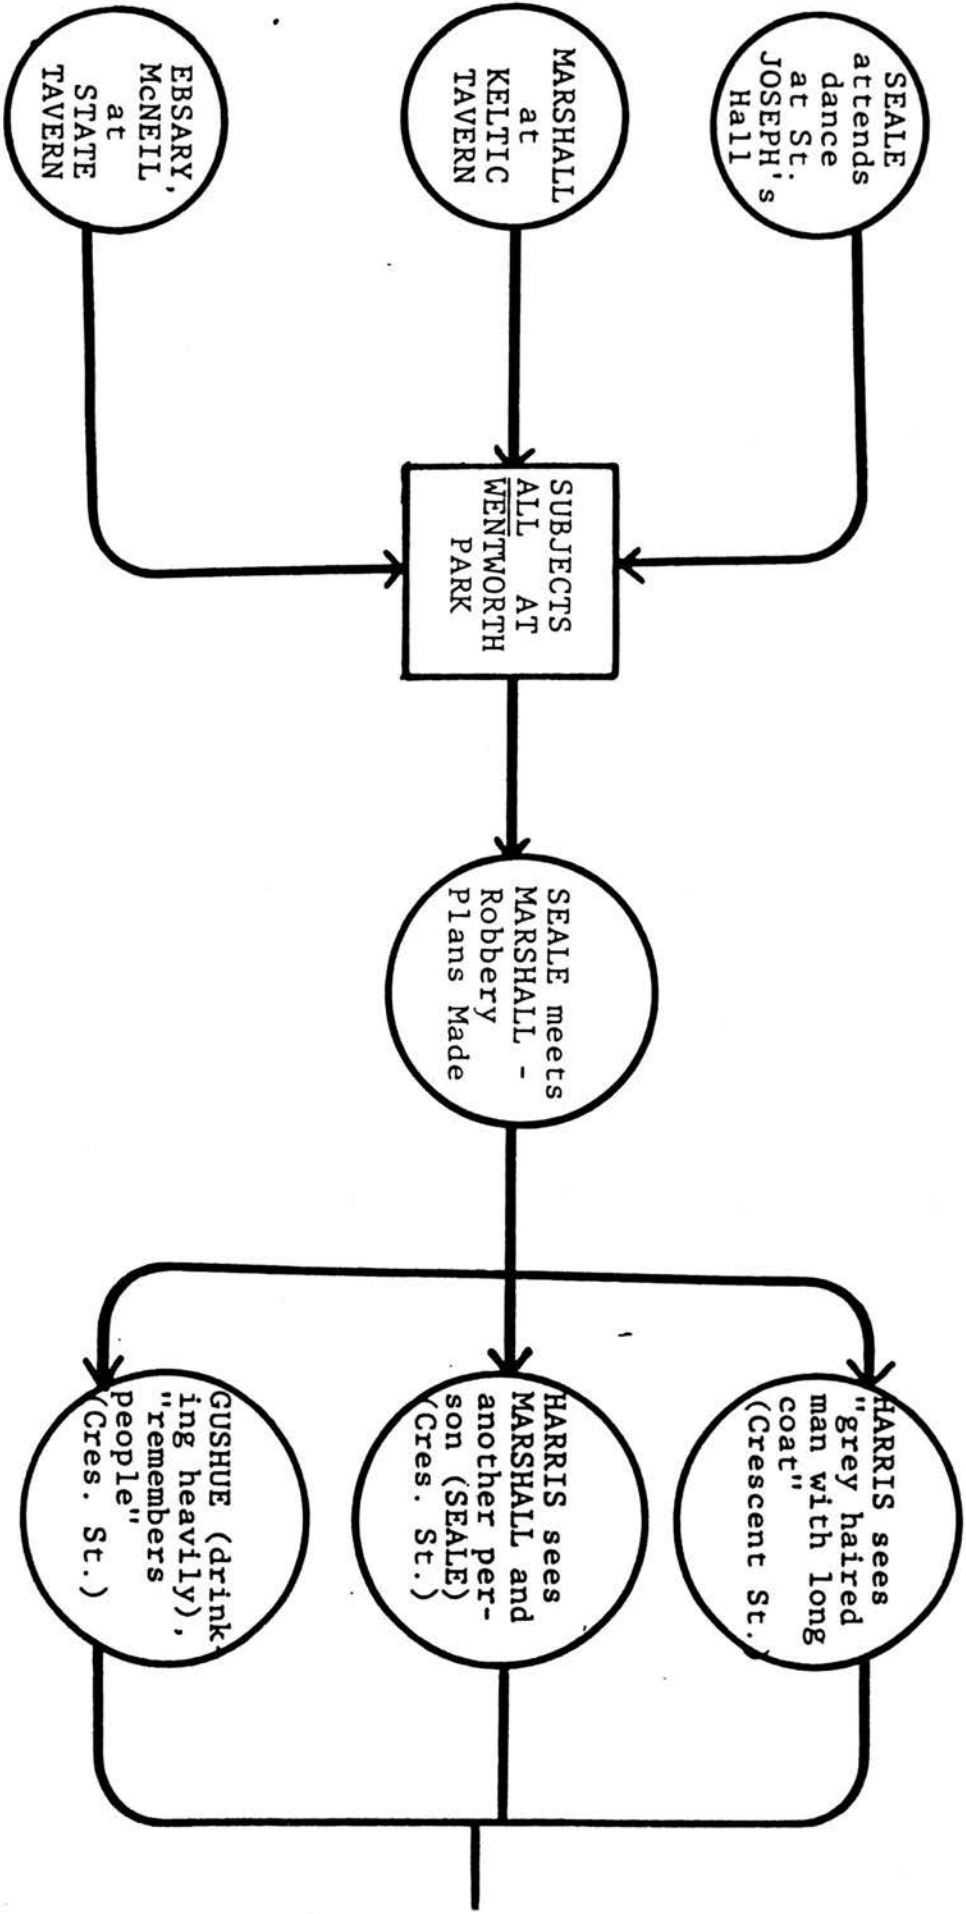 SEALE
attends
dance
at St.
JOSEPH's
Hall
MARSHALL
at
KELTIC
TAVERN
EBSARY,
McNEIL
at
STATE
TAVERN
SUBJECTS
ALL AT
WENTWORTH
PARK
SEALE meets
MARSHALL -
Robbery
Plans Made
HARRIS sees
"grey haired
man with long
coat"
(Crescent St.)
HARRIS sees
MARSHALL and
another per-
son (SEALE)
(Cres. St.)
GUSHUE (drink-
ing heavily),
"remembers
people"
(Cres. St.)